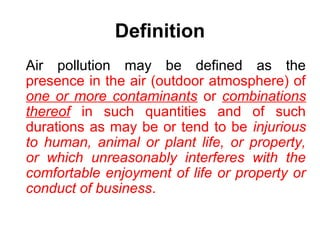 Definition
Air pollution may be defined as the
presence in the air (outdoor atmosphere) of
one or more contaminants or combinations
thereof in such quantities and of such
durations as may be or tend to be injurious
to human, animal or plant life, or property,
or which unreasonably interferes with the
comfortable enjoyment of life or property or
conduct of business.